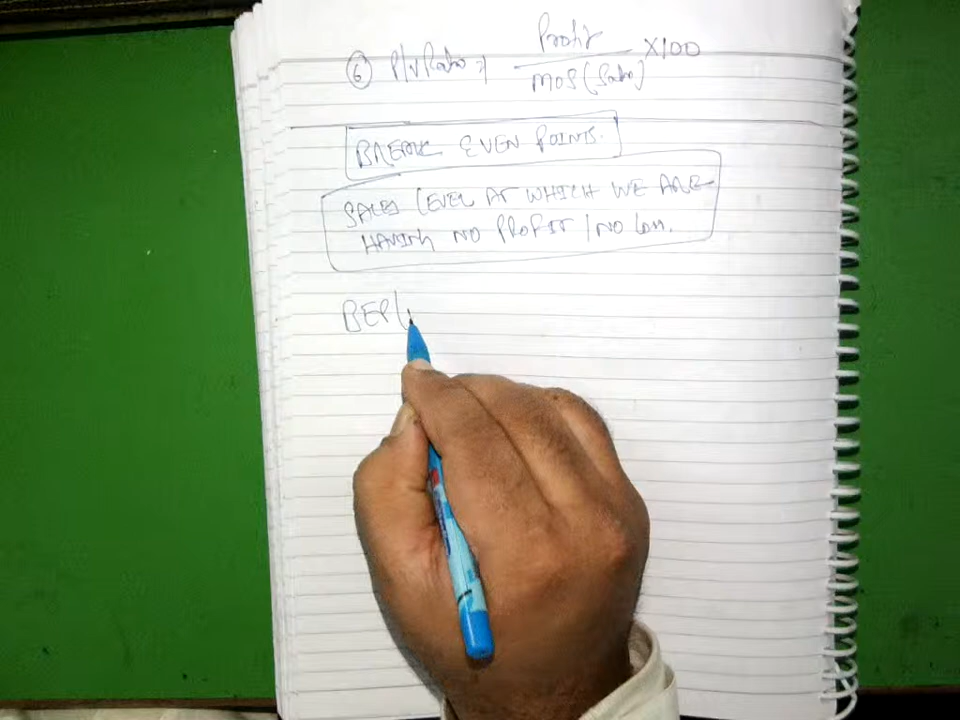 ⑥ P/V Ratio = Profit / MOS (Sales) X100
BREAK EVEN POINTS.
SALES LEVEL AT WHICH WE ARE
HAVING NO PROFIT / NO Loss.
BEP(